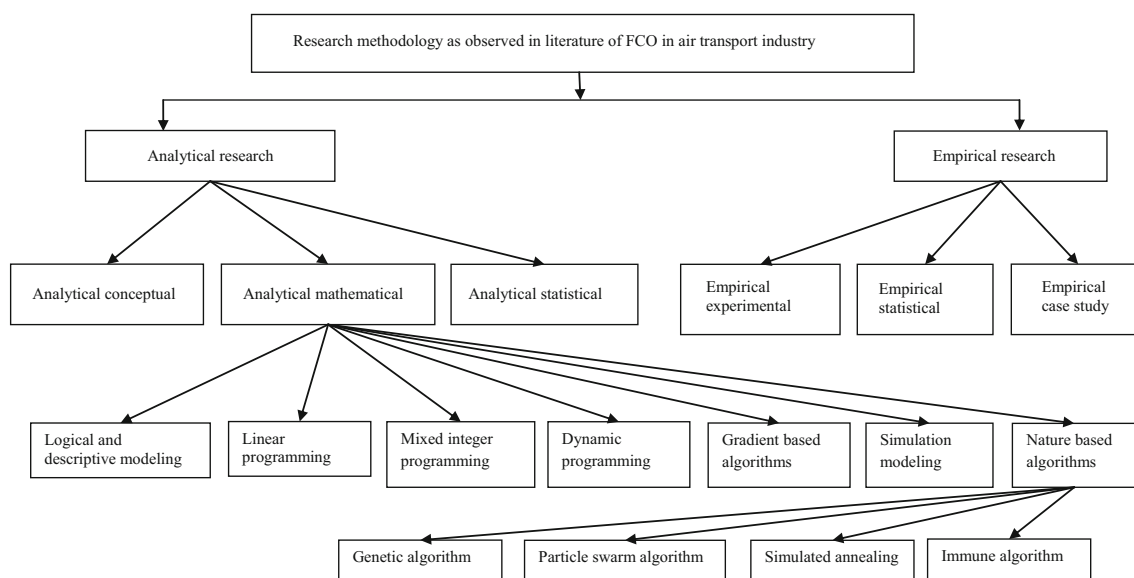 Research methodology as observed in literature of FCO in air transport industry
Analytical research
Empirical research
Analytical conceptual
Analytical mathematical
Analytical statistical
Empirical
experimental
Empirical
statistical
Empirical
case study
Logical and
descriptive modeling
Linear
programming
Mixed integer
programming
Dynamic
programming
Gradient based
algorithms
Simulation
modeling
Nature based
algorithms
Genetic algorithm
Particle swarm algorithm
Simulated annealing
Immune algorithm